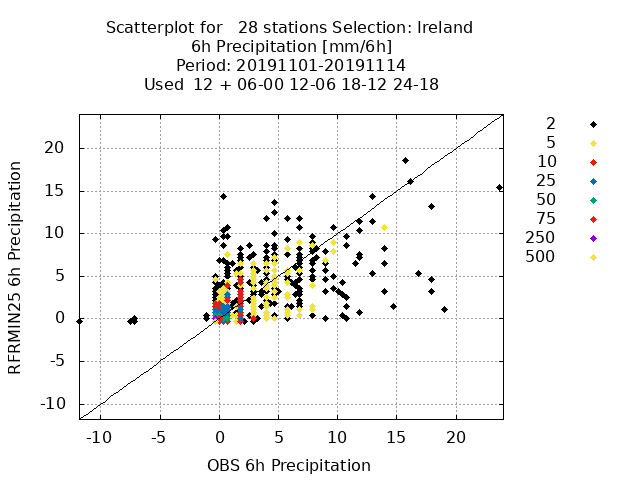 Scatterplot for   28 stations Selection: Ireland
6h Precipitation [mm/6h]
Period: 20191101-20191114
Used  12 + 06-00 12-06 18-12 24-18
2
5
10
25
50
75
250
500
20
15
10
5
0
-5
-10
RFRMIN25 6h Precipitation
-10 -5 0 5 10 15 20
OBS 6h Precipitation